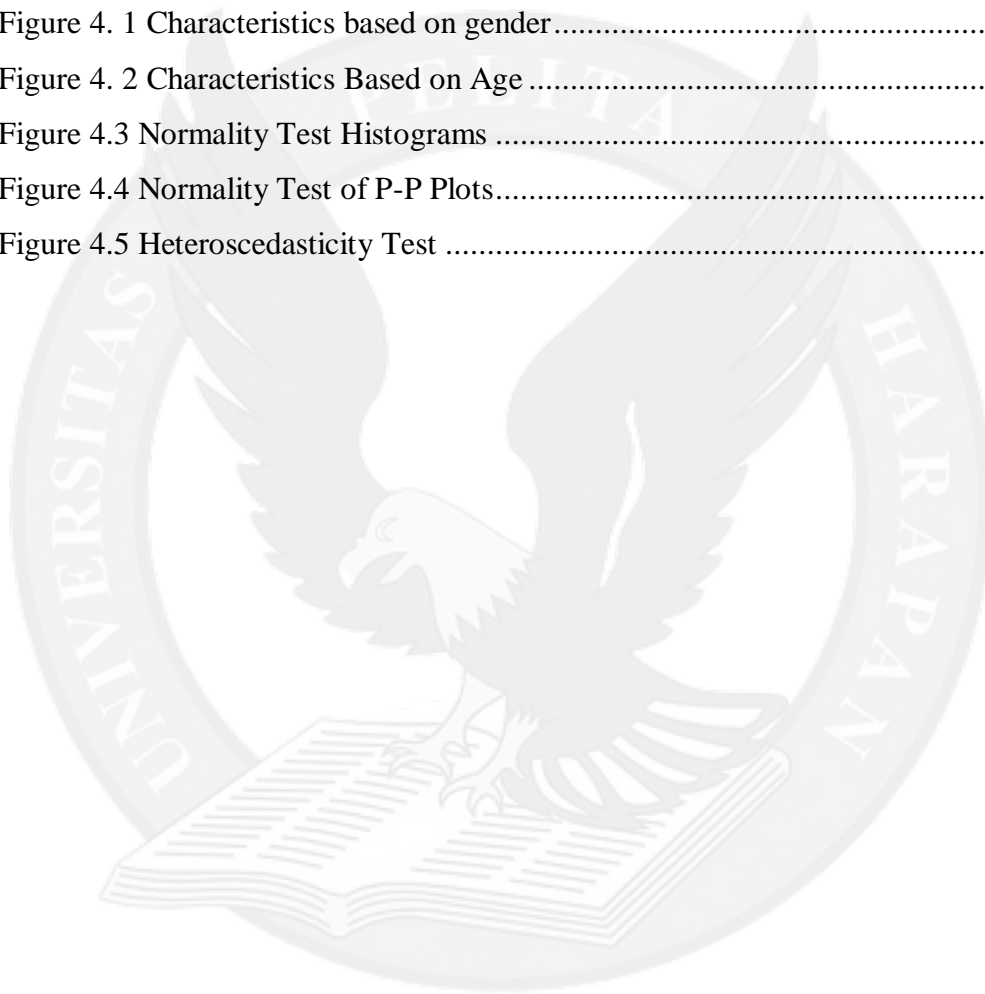 Figure 4. 1 Characteristics based on gender................................................
Figure 4. 2 Characteristics Based on Age ...................................................
Figure 4.3 Normality Test Histograms .......................................................
Figure 4.4 Normality Test of P-P Plots.......................................................
Figure 4.5 Heteroscedasticity Test .............................................................
UNIVERSITAS PELITA HARAPAN